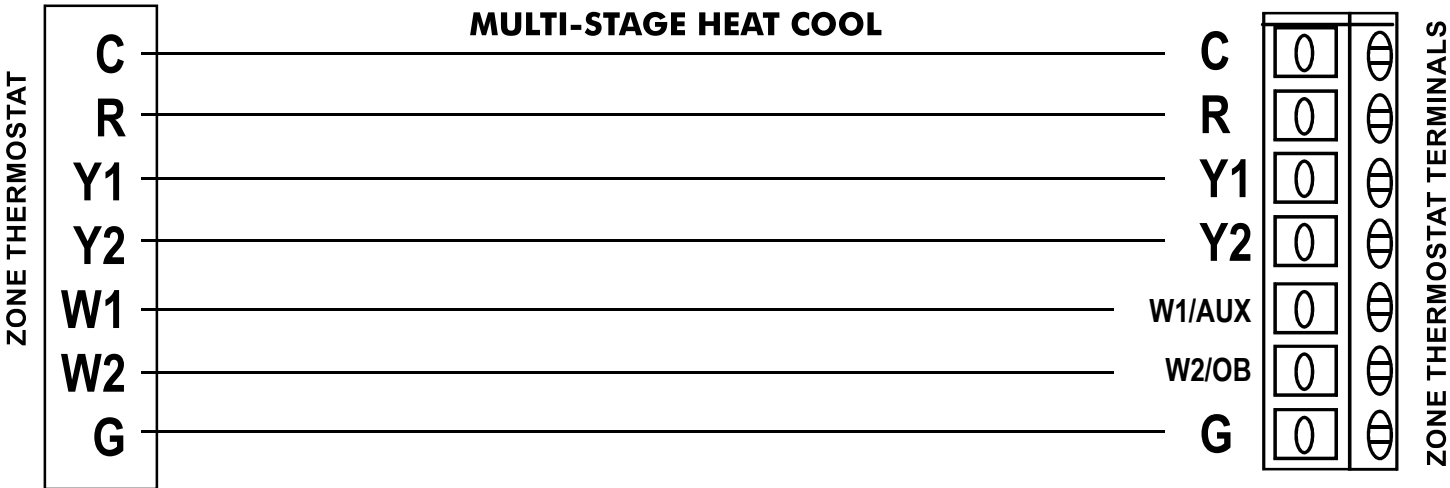 MULTI-STAGE HEAT COOL
ZONE THERMOSTAT
C
R
Y1
Y2
W1
W2
G
C
R
Y1
Y2
W1/AUX
W2/OB
G
ZONE THERMOSTAT TERMINALS